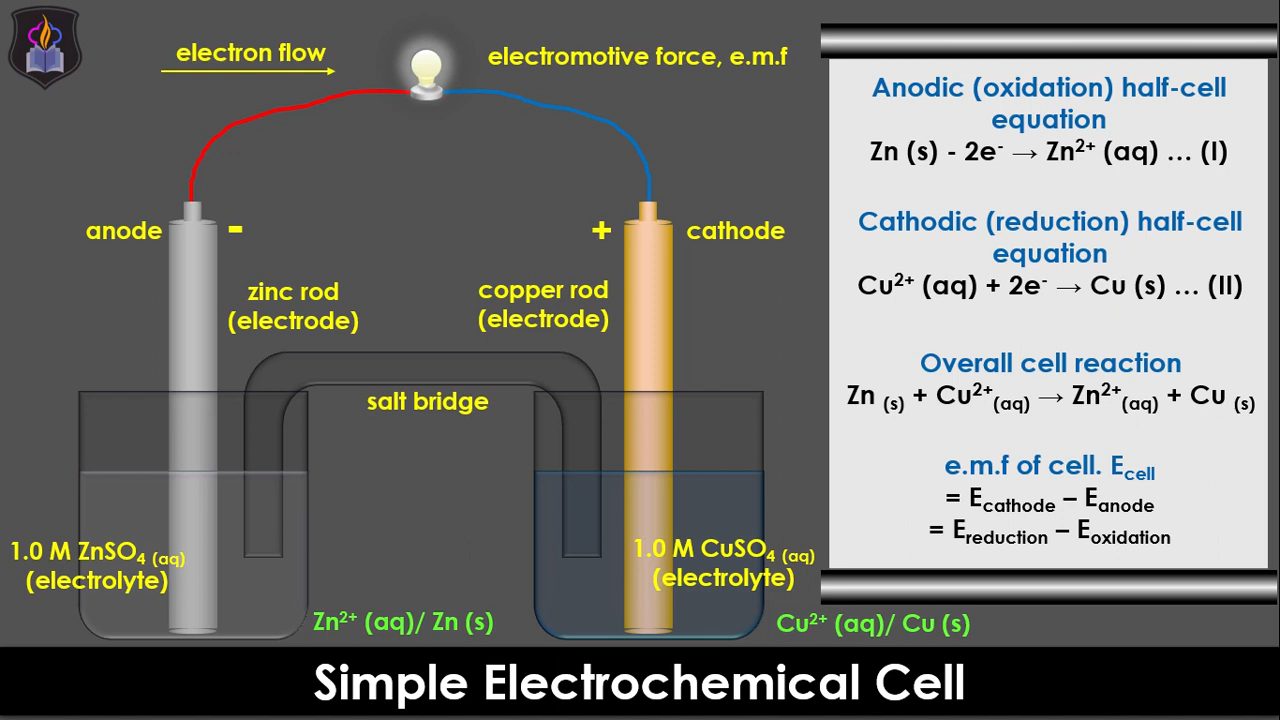 electron flow
electromotive force, e.m.f
anode
-
+
cathode
zinc rod
(electrode)
copper rod
(electrode)
salt bridge
1.0 M ZnSO₄ (aq)
(electrolyte)
1.0 M CuSO₄ (aq)
(electrolyte)
Zn²⁺ (aq)/ Zn (s)
Cu²⁺ (aq)/ Cu (s)
Anodic (oxidation) half-cell
equation
Zn (s) - 2e⁻ → Zn²⁺ (aq) ... (I)
Cathodic (reduction) half-cell
equation
Cu²⁺ (aq) + 2e⁻ → Cu (s) ... (II)
Overall cell reaction
Zn (s) + Cu²⁺(aq) → Zn²⁺(aq) + Cu (s)
e.m.f of cell. Ecell
= Ecathode – Eanode
= Ereduction – Eoxidation
Simple Electrochemical Cell